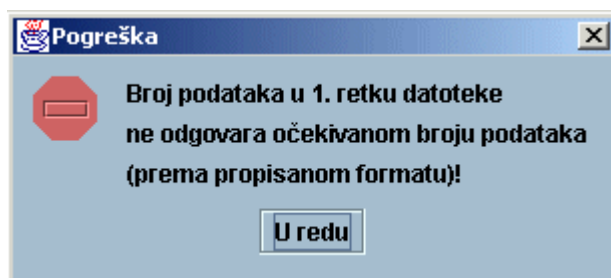 Pogreška
Broj podataka u 1. retku datoteke
ne odgovara očekivanom broju podataka
(prema propisanom formatu)!
U redu